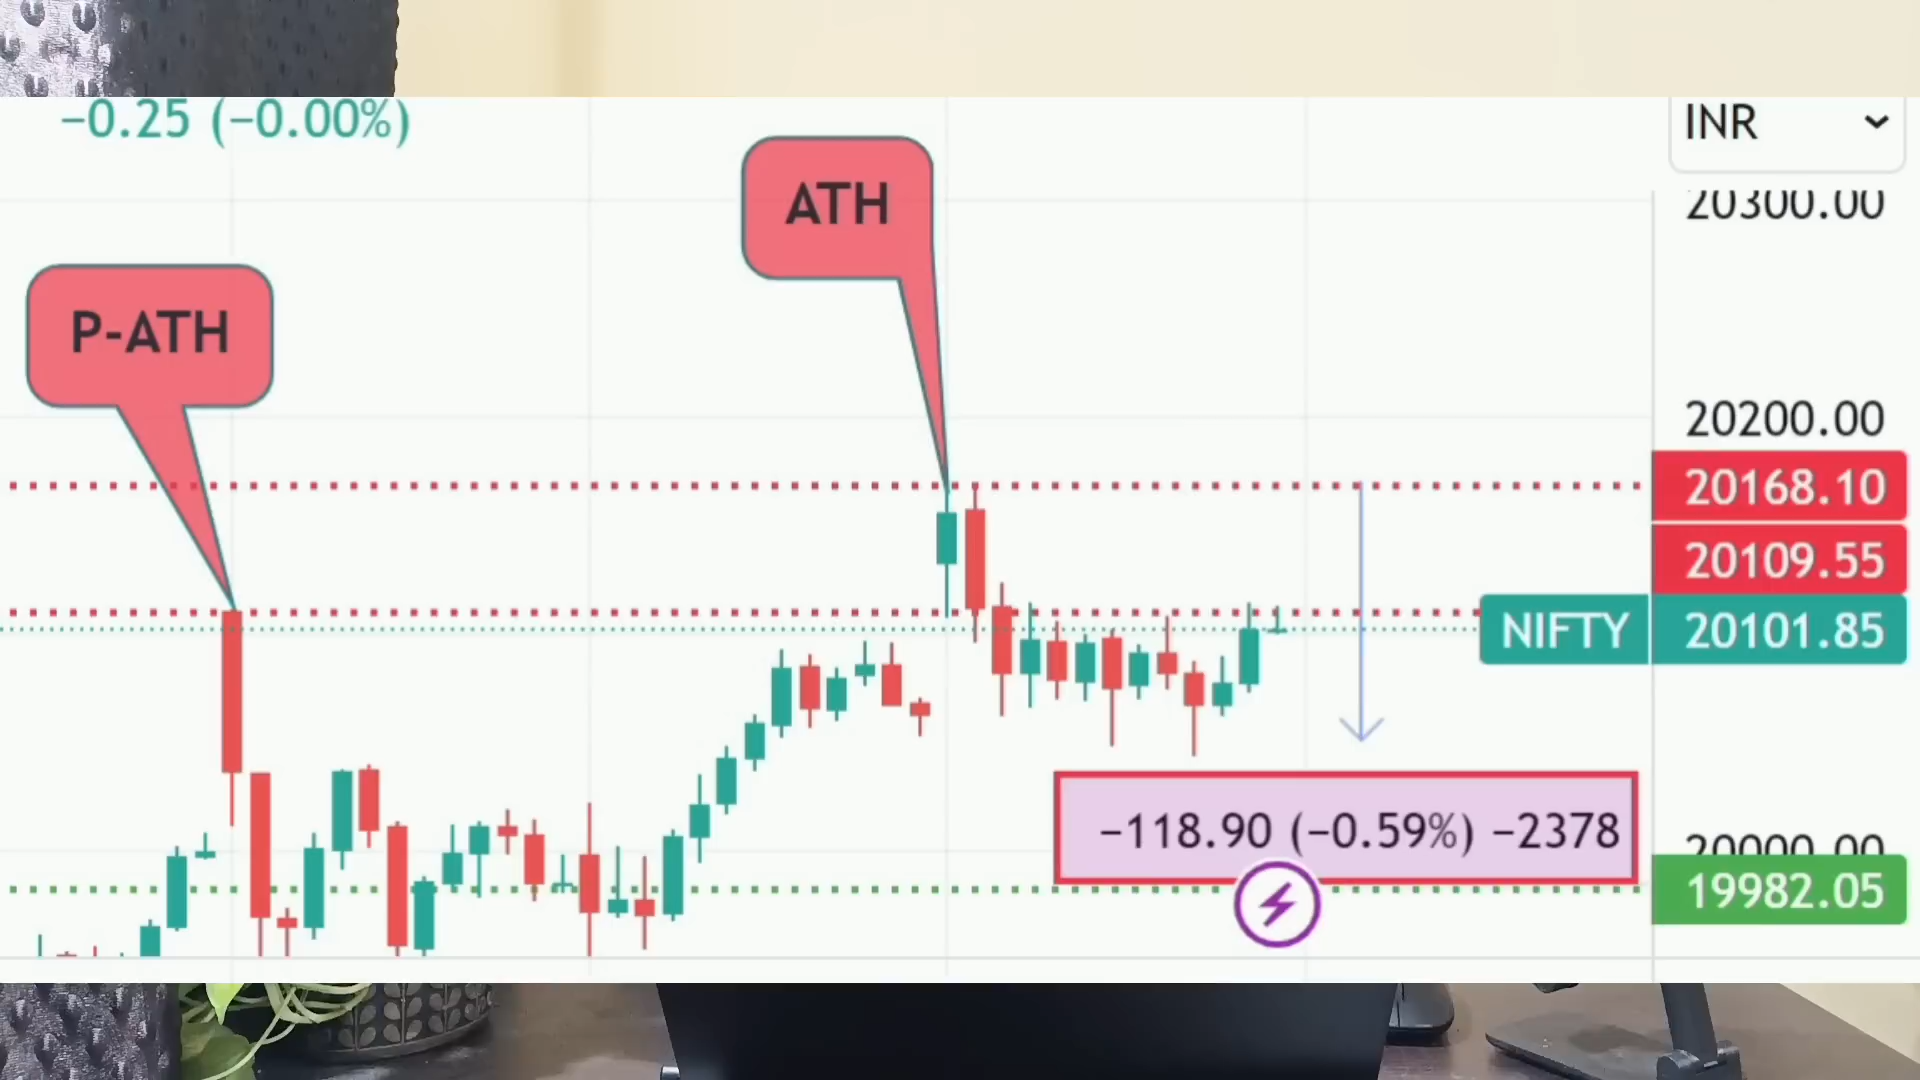 −0.25 (−0.00%)
INR
ATH
20300.00
P-ATH
20200.00
20168.10
20109.55
NIFTY 20101.85
−118.90 (−0.59%) −2378
20000.00
19982.05